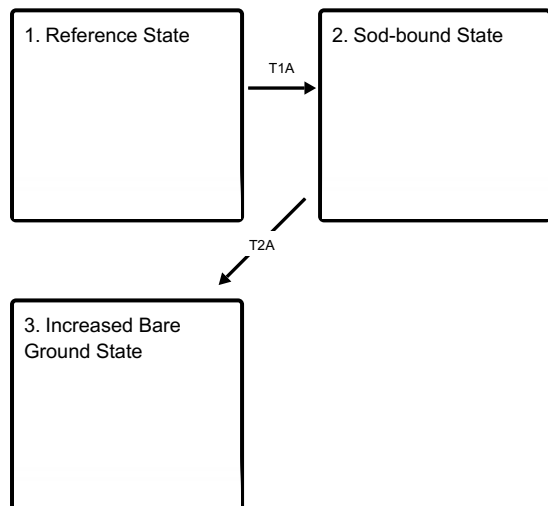 1. Reference State
T1A
2. Sod-bound State
T2A
3. Increased Bare
Ground State